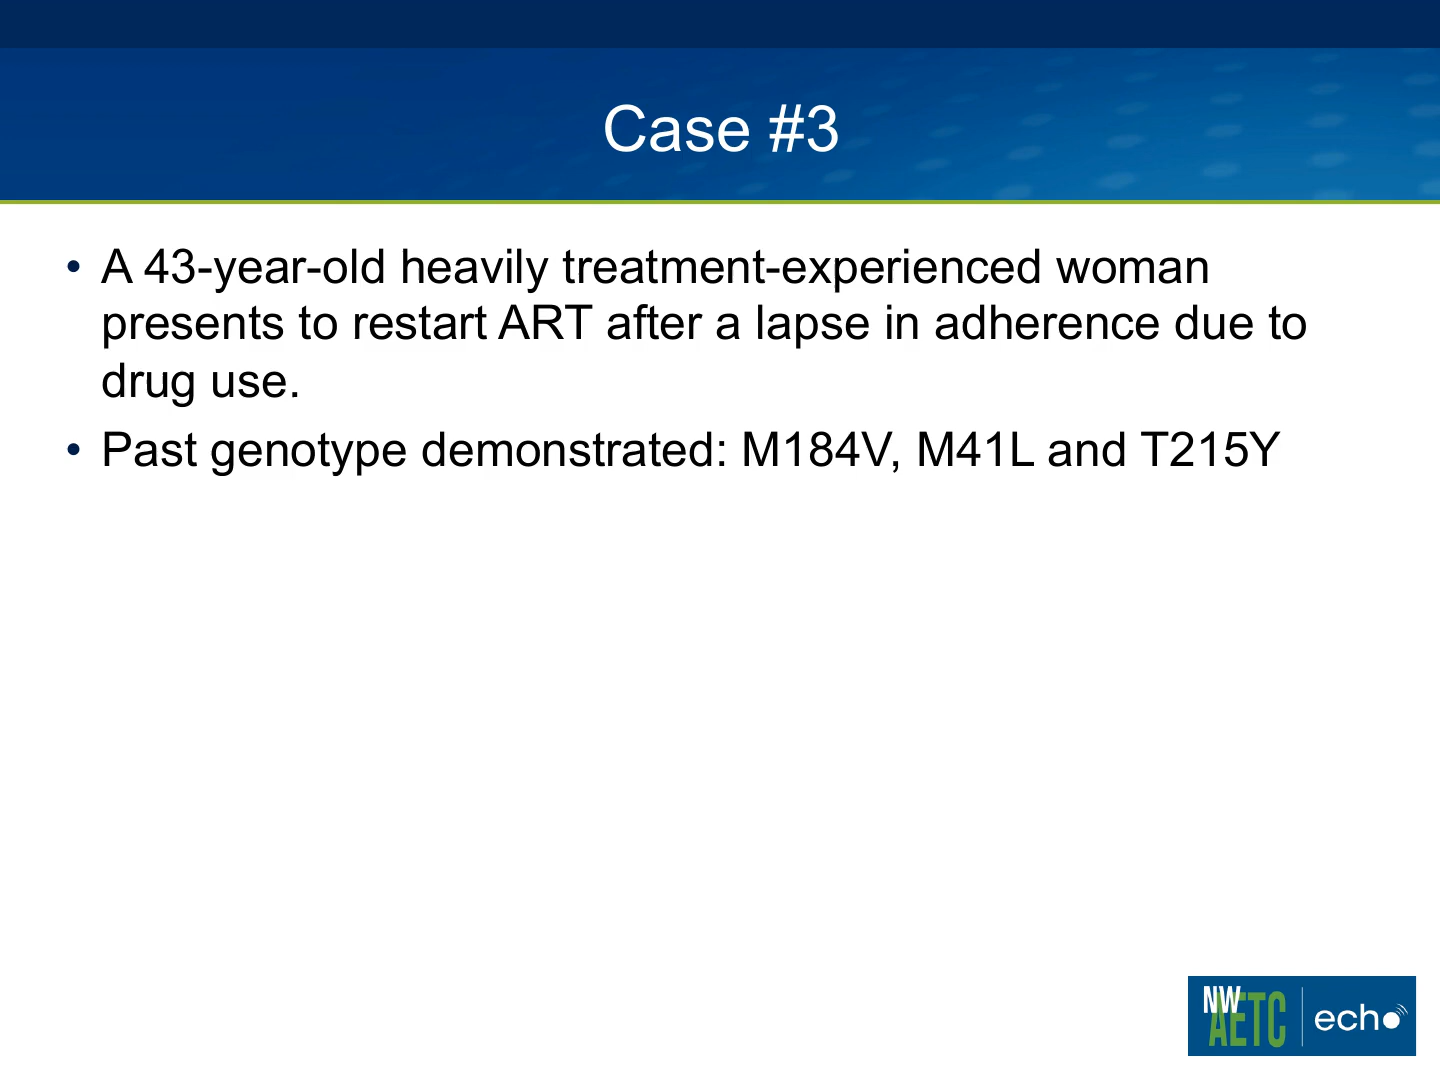 Case #3
• A 43-year-old heavily treatment-experienced woman
presents to restart ART after a lapse in adherence due to
drug use.
• Past genotype demonstrated: M184V, M41L and T215Y
NW
AETC
echo